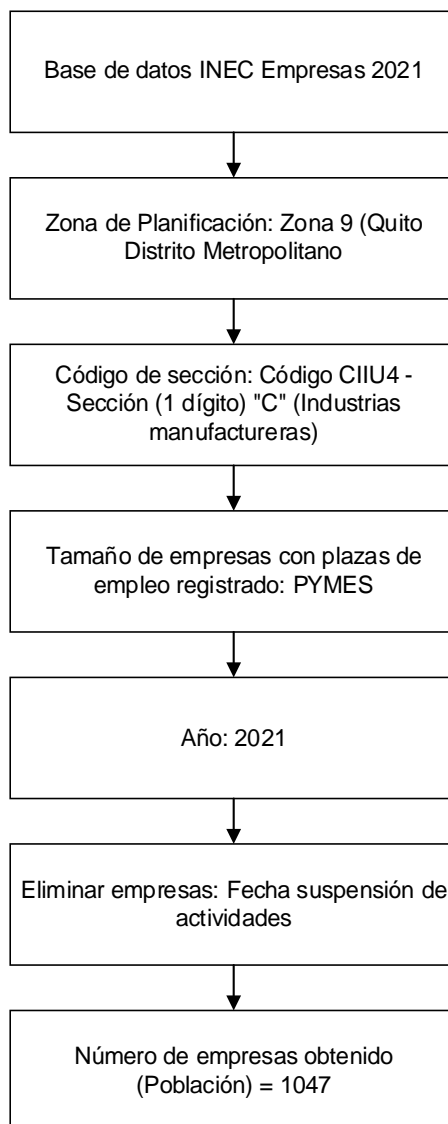 Base de datos INEC Empresas 2021
Zona de Planificación: Zona 9 (Quito
Distrito Metropolitano
Código de sección: Código CIIU4 -
Sección (1 dígito) "C" (Industrias
manufactureras)
Tamaño de empresas con plazas de
empleo registrado: PYMES
Año: 2021
Eliminar empresas: Fecha suspensión de
actividades
Número de empresas obtenido
(Población) = 1047